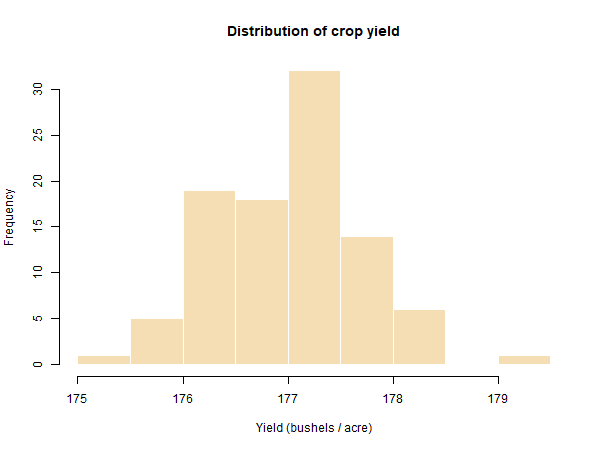 Distribution of crop yield
Frequency
30
25
20
15
10
5
0
175 176 177 178 179
Yield (bushels / acre)